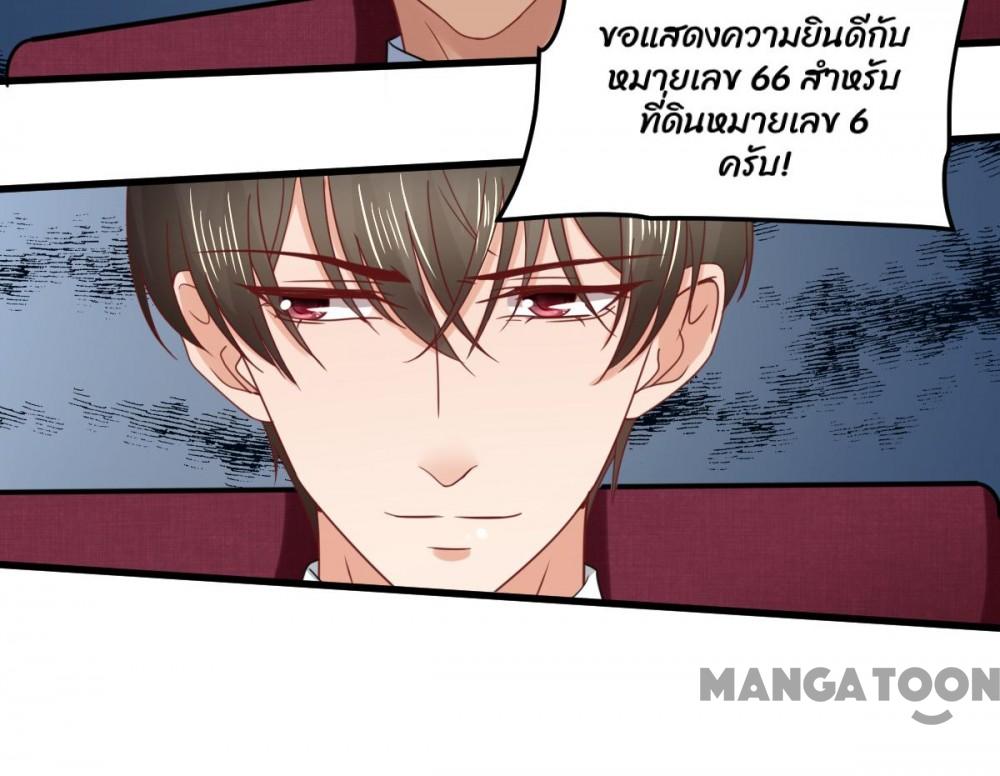 ขอแสดงความยินดีกับ
หมายเลข 66 สำหรับ
ที่ดินหมายเลข 6
ครับ!
MANGATOON